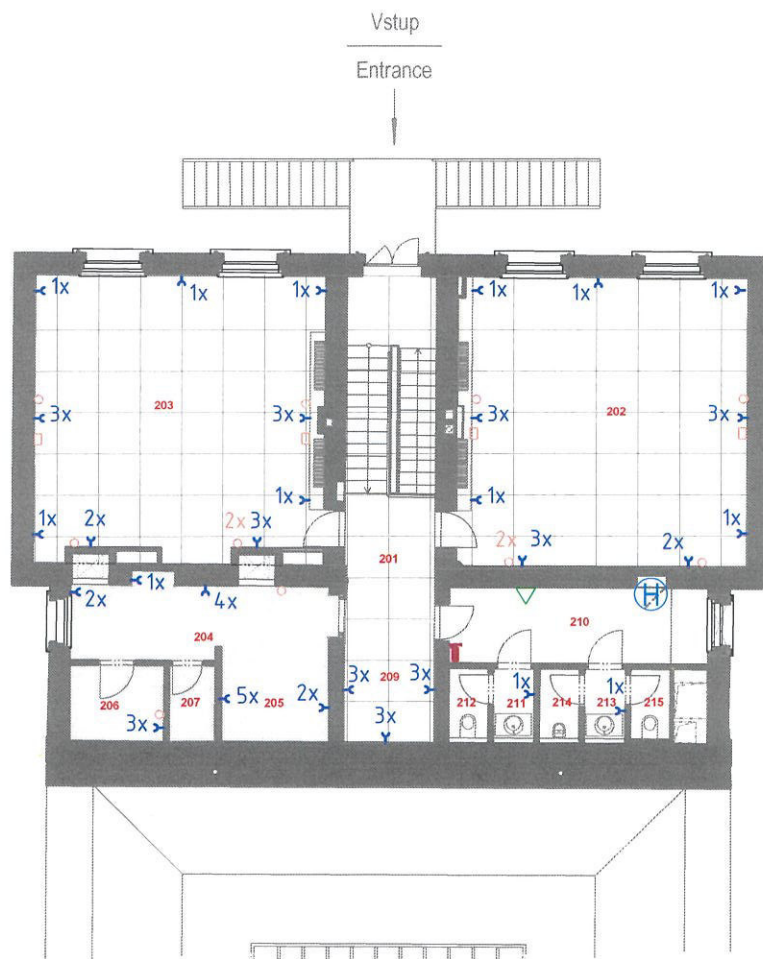 Vstup
Entrance
1x 1x 1x 1x 1x 1x
203 3x 3x 3x 202 3x
1x 1x
1x 2x 2x 3x 2x 3x 2x 1x
201
1x
2x 4x H
204 210
3x 209 3x
206 207 5x 205 2x 212 1x 211 214 1x 213 215
3x
3x